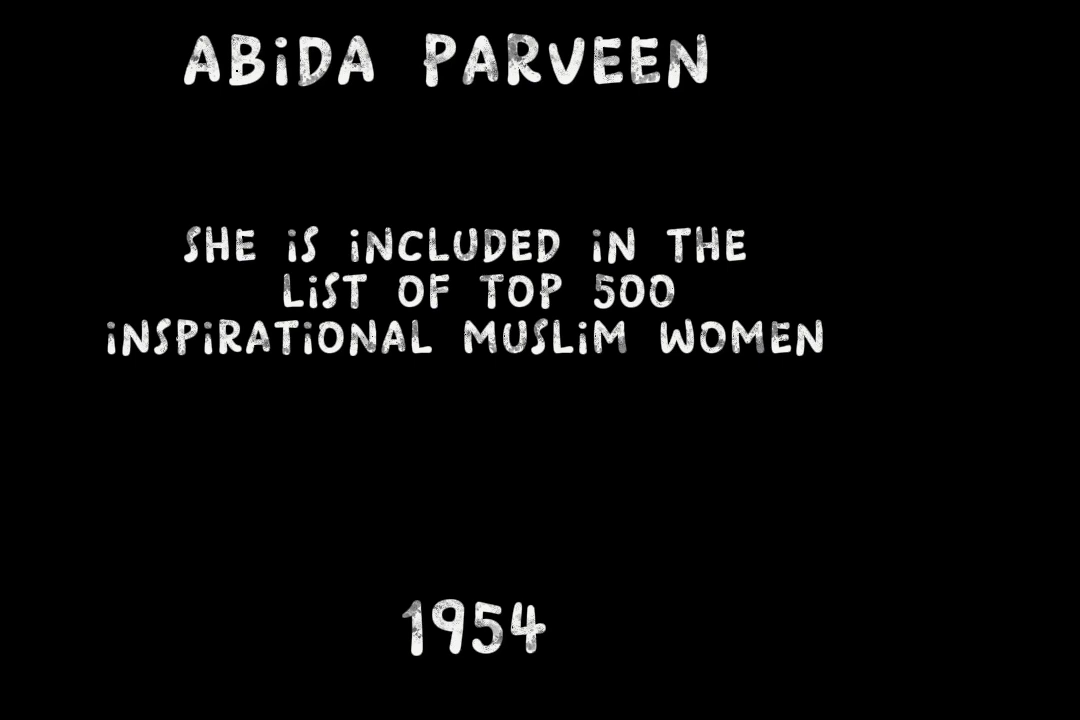 ABiDA PARVEEN
SHE iS iNCLUDED iN THE
LiST OF TOP 500
iNSPiRATiONAL MUSLiM WOMEN
1954